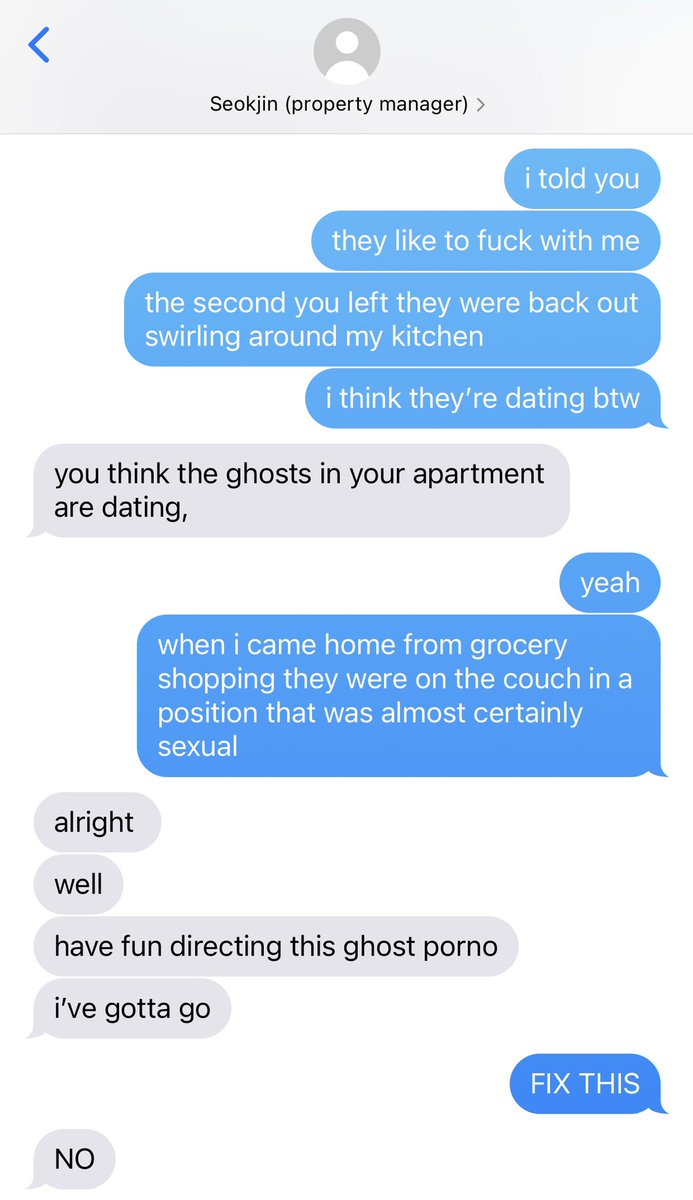 Seokjin (property manager)
i told you
they like to fuck with me
the second you left they were back out
swirling around my kitchen
i think they’re dating btw
you think the ghosts in your apartment
are dating,
yeah
when i came home from grocery
shopping they were on the couch in a
position that was almost certainly
sexual
alright
well
have fun directing this ghost porno
i’ve gotta go
FIX THIS
NO